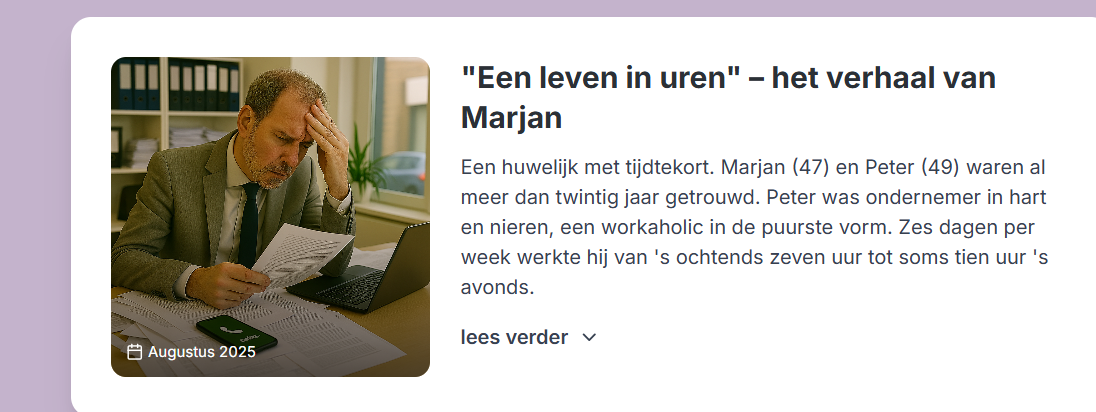 "Een leven in uren" – het verhaal van
Marjan
Een huwelijk met tijdtekort. Marjan (47) en Peter (49) waren al
meer dan twintig jaar getrouwd. Peter was ondernemer in hart
en nieren, een workaholic in de puurste vorm. Zes dagen per
week werkte hij van 's ochtends zeven uur tot soms tien uur 's
avonds.
lees verder
Augustus 2025